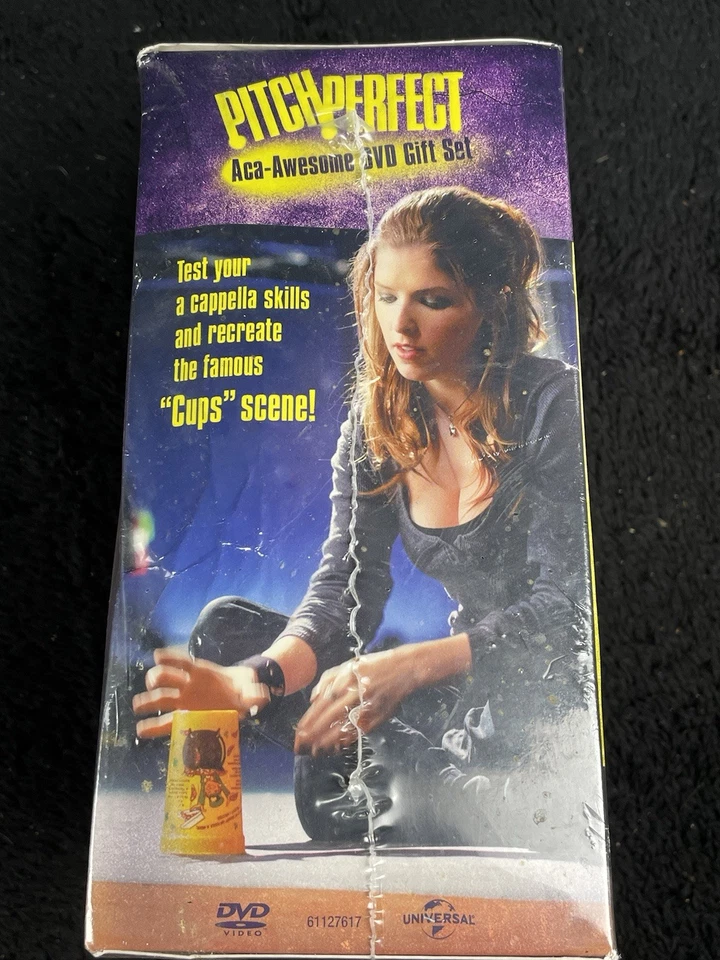 PITCH PERFECT
Aca-Awesome DVD Gift Set
Test your
a cappella skills
and recreate
the famous
“Cups” scene!
DVD
VIDEO
61127617
UNIVERSAL